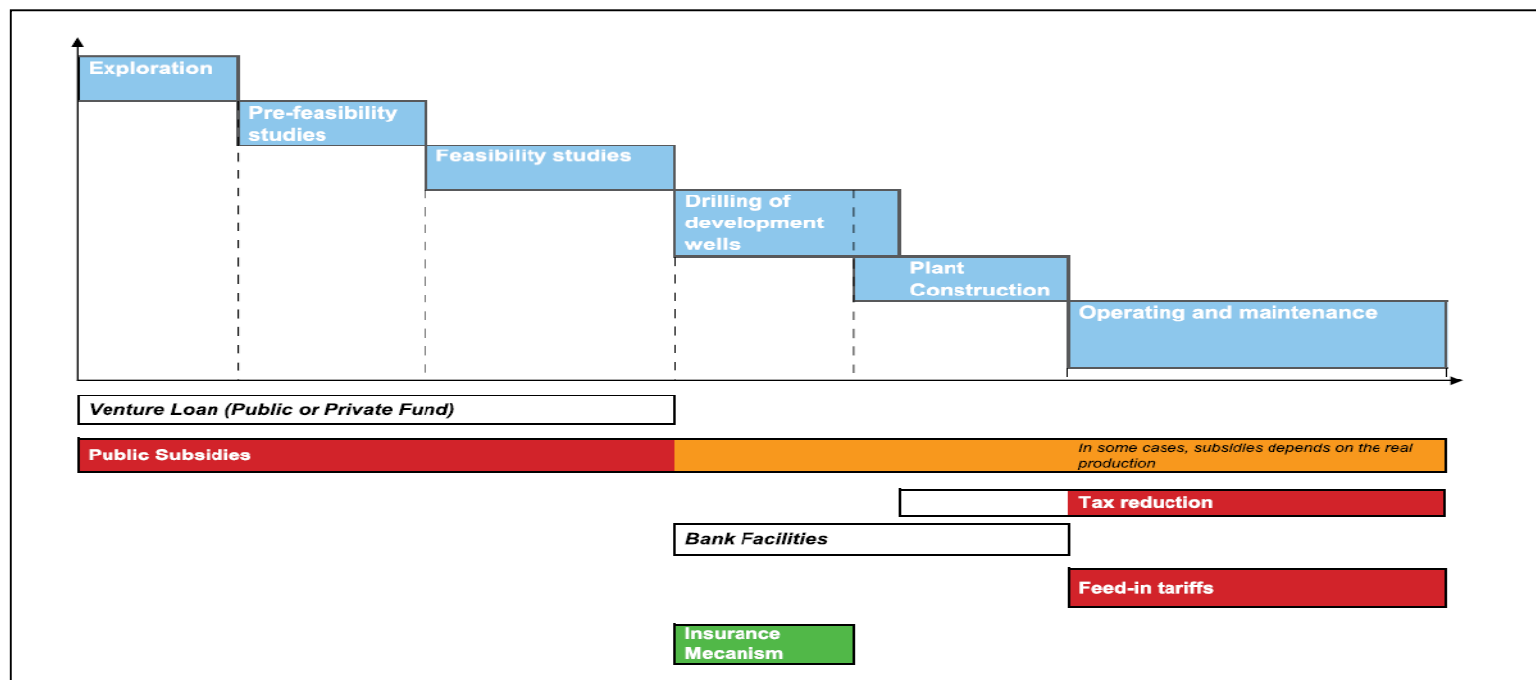 Exploration
Pre-feasibility
studies
Feasibility studies
Drilling of
development
wells
Plant
Construction
Operating and maintenance
Venture Loan (Public or Private Fund)
Public Subsidies
In some cases, subsidies depends on the real
production
Tax reduction
Bank Facilities
Feed-in tariffs
Insurance
Mecanism